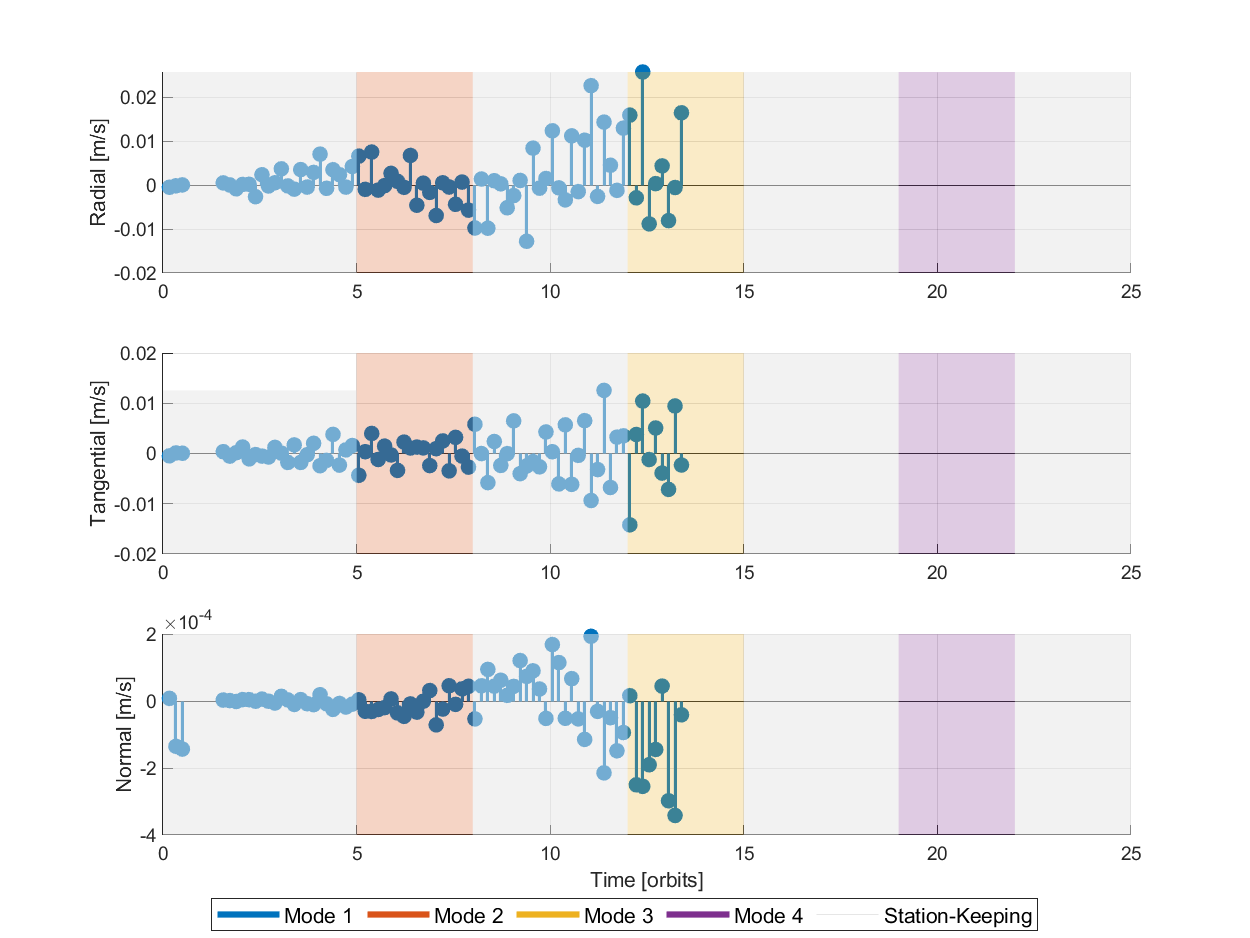 Radial [m/s]
0.02
0.01
0
-0.01
-0.02
0 5 10 15 20 25
Tangential [m/s]
0.02
0.01
0
-0.01
-0.02
0 5 10 15 20 25
×10-4
Normal [m/s]
2
0
-2
-4
0 5 10 15 20 25
Time [orbits]
Mode 1 Mode 2 Mode 3 Mode 4 Station-Keeping